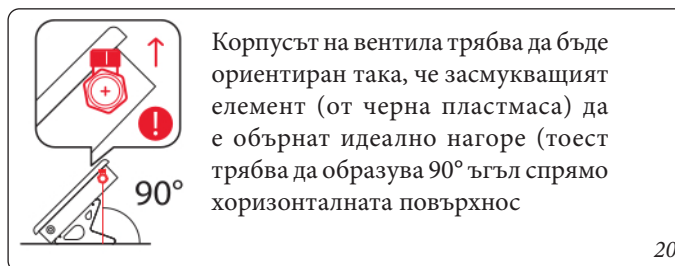 Корпусът на вентила трябва да бъде
ориентиран така, че засмукващият
елемент (от черна пластмаса) да
е обърнат идеално нагоре (тоест
трябва да образува 90° ъгъл спрямо
хоризонталната повърхнос
90°
20